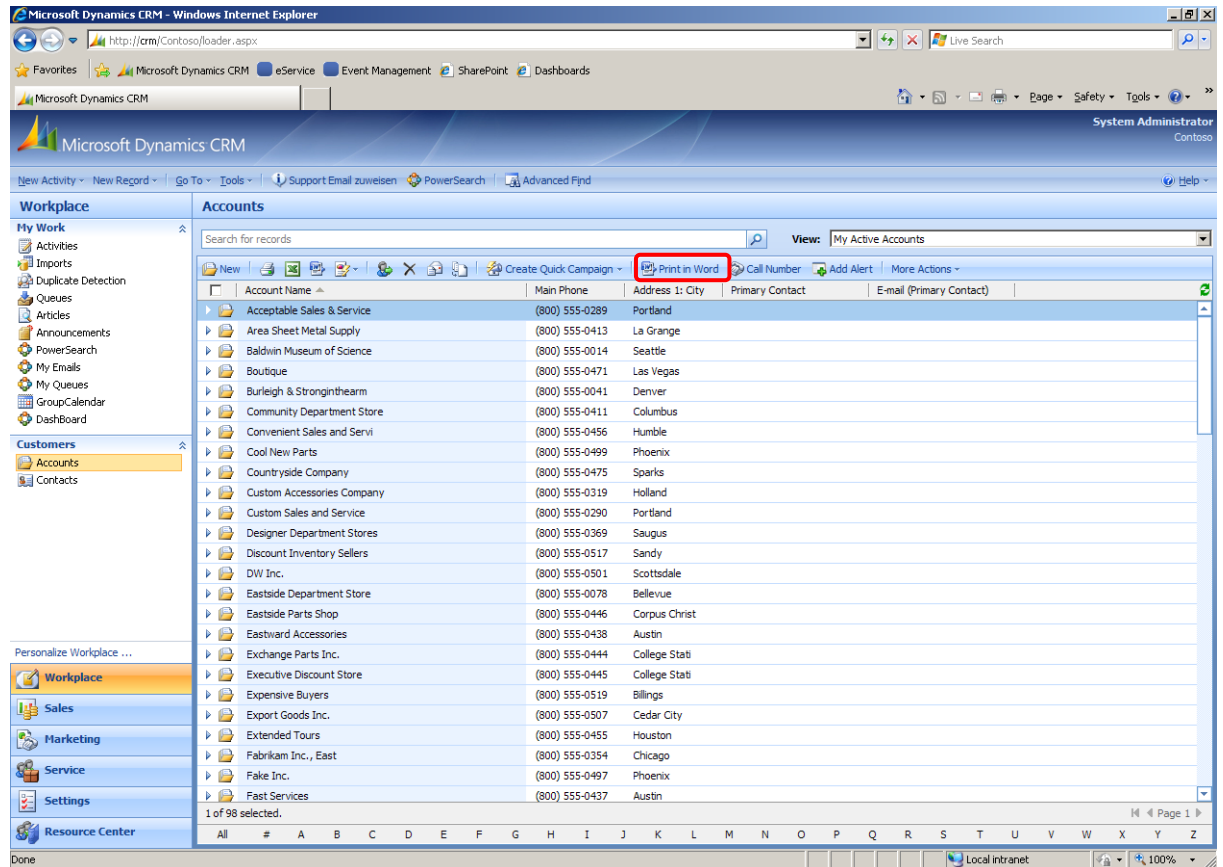 Microsoft Dynamics CRM - Windows Internet Explorer
http://crm/Contoso/loader.aspx
Live Search
Favorites Microsoft Dynamics CRM eService Event Management SharePoint Dashboards
Microsoft Dynamics CRM Page Safety Tools
System Administrator
Contoso
Microsoft Dynamics CRM
New Activity New Record Go To Tools Support Email zuweisen PowerSearch Advanced Find Help
Workplace
My Work
Activities
Imports
Duplicate Detection
Queues
Articles
Announcements
PowerSearch
My Emails
My Queues
GroupCalendar
DashBoard
Customers
Accounts
Contacts
Personalize Workplace ...
Workplace
Sales
Marketing
Service
Settings
Resource Center
Accounts
Search for records View: My Active Accounts
New Create Quick Campaign Print in Word Call Number Add Alert More Actions
Account Name Main Phone Address 1: City Primary Contact E-mail (Primary Contact)
Acceptable Sales & Service (800) 555-0289 Portland
Area Sheet Metal Supply (800) 555-0413 La Grange
Baldwin Museum of Science (800) 555-0014 Seattle
Boutique (800) 555-0471 Las Vegas
Burleigh & Stronginthearm (800) 555-0041 Denver
Community Department Store (800) 555-0411 Columbus
Convenient Sales and Servi (800) 555-0456 Humble
Cool New Parts (800) 555-0499 Phoenix
Countryside Company (800) 555-0475 Sparks
Custom Accessories Company (800) 555-0319 Holland
Custom Sales and Service (800) 555-0290 Portland
Designer Department Stores (800) 555-0369 Saugus
Discount Inventory Sellers (800) 555-0517 Sandy
DW Inc. (800) 555-0501 Scottsdale
Eastside Department Store (800) 555-0078 Bellevue
Eastside Parts Shop (800) 555-0446 Corpus Christ
Eastward Accessories (800) 555-0438 Austin
Exchange Parts Inc. (800) 555-0444 College Stati
Executive Discount Store (800) 555-0445 College Stati
Expensive Buyers (800) 555-0519 Billings
Export Goods Inc. (800) 555-0507 Cedar City
Extended Tours (800) 555-0455 Houston
Fabrikam Inc., East (800) 555-0354 Chicago
Fake Inc. (800) 555-0497 Phoenix
Fast Services (800) 555-0437 Austin
1 of 98 selected. Page 1
All # A B C D E F G H I J K L M N O P Q R S T U V W X Y Z
Done Local intranet 100%